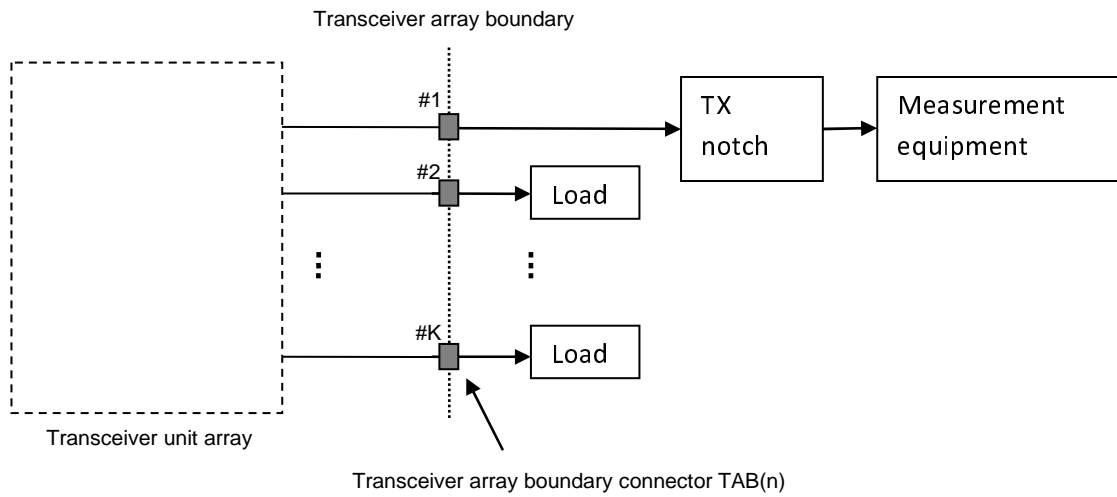 Transceiver array boundary
#1
TX
notch
Measurement
equipment
#2
Load
#K
Load
Transceiver unit array
Transceiver array boundary connector TAB(n)